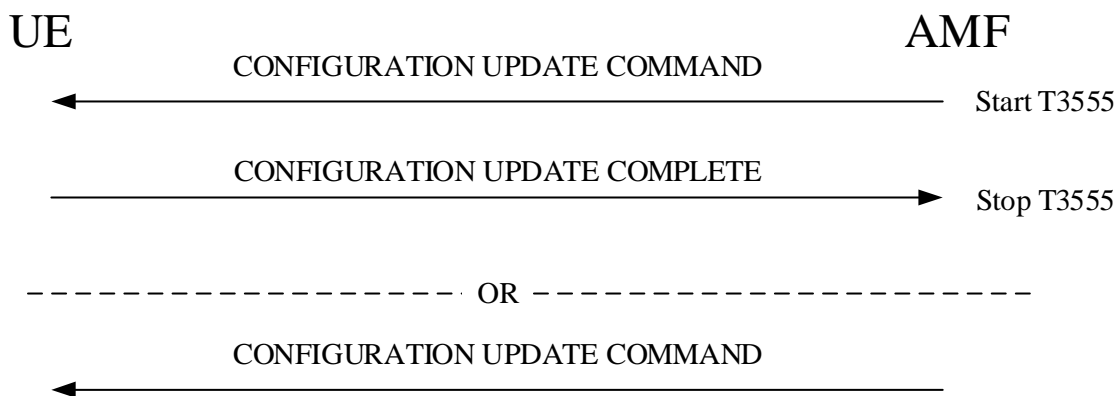 UE
AMF
CONFIGURATION UPDATE COMMAND
Start T3555
CONFIGURATION UPDATE COMPLETE
Stop T3555
OR
CONFIGURATION UPDATE COMMAND